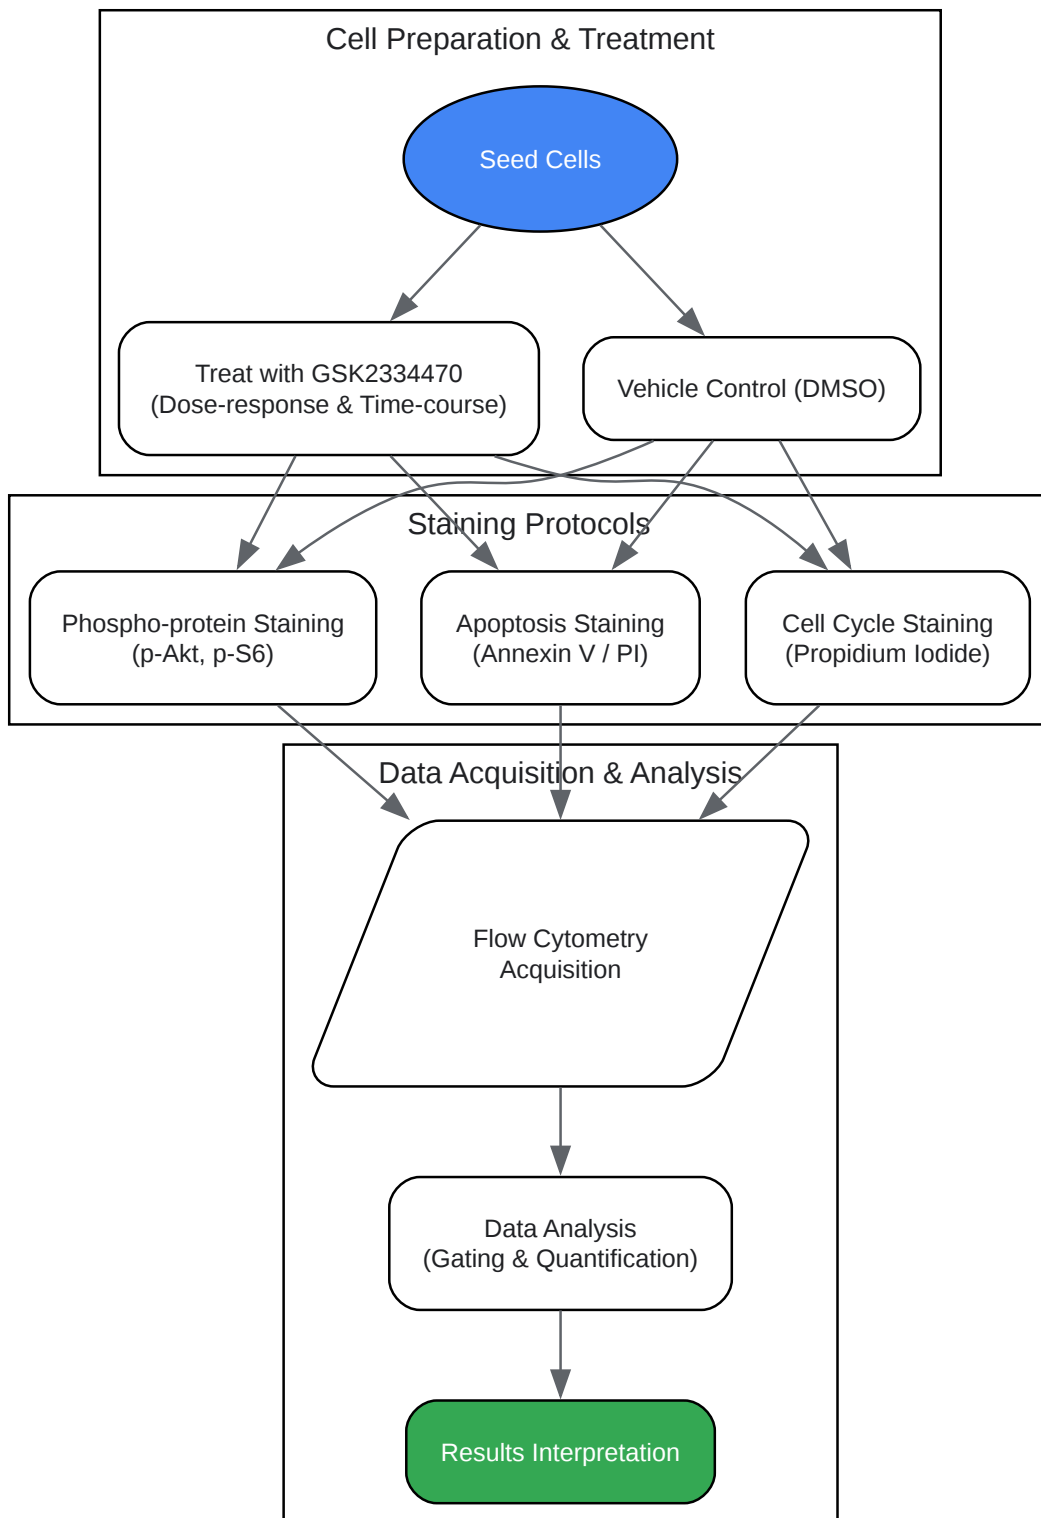 Cell Preparation & Treatment
Seed Cells
Treat with GSK2334470
(Dose-response & Time-course)
Vehicle Control (DMSO)
Staining Protocols
Phospho-protein Staining
(p-Akt, p-S6)
Apoptosis Staining
(Annexin V / PI)
Cell Cycle Staining
(Propidium Iodide)
Data Acquisition & Analysis
Flow Cytometry
Acquisition
Data Analysis
(Gating & Quantification)
Results Interpretation